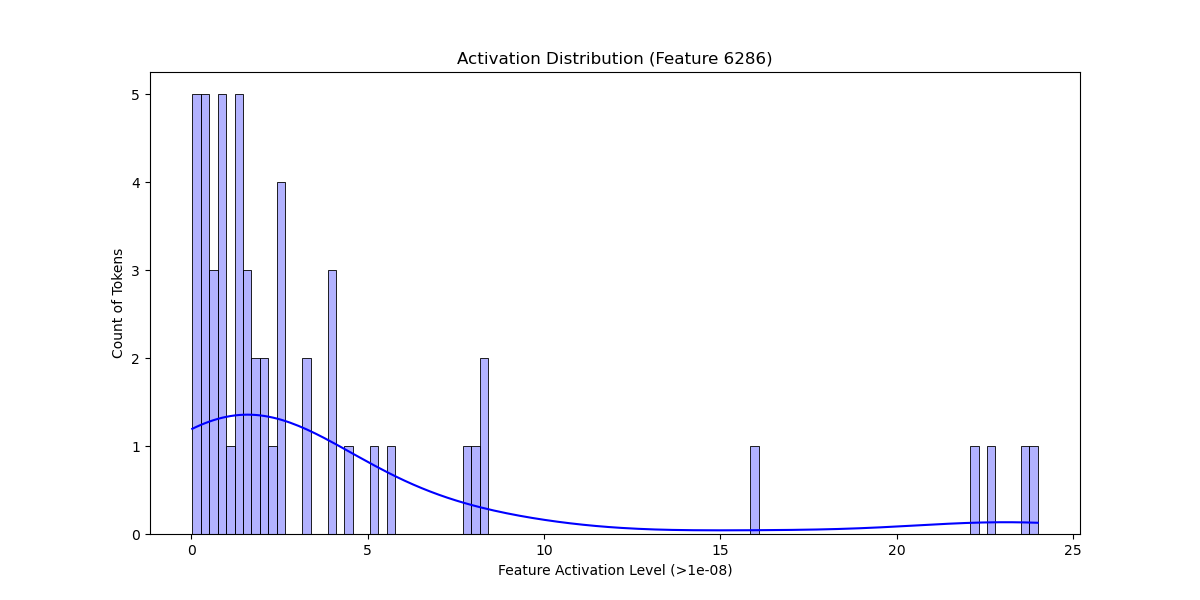 Activation Distribution (Feature 6286)
Count of Tokens
5
4
3
2
1
0
0 5 10 15 20 25
Feature Activation Level (>1e-08)